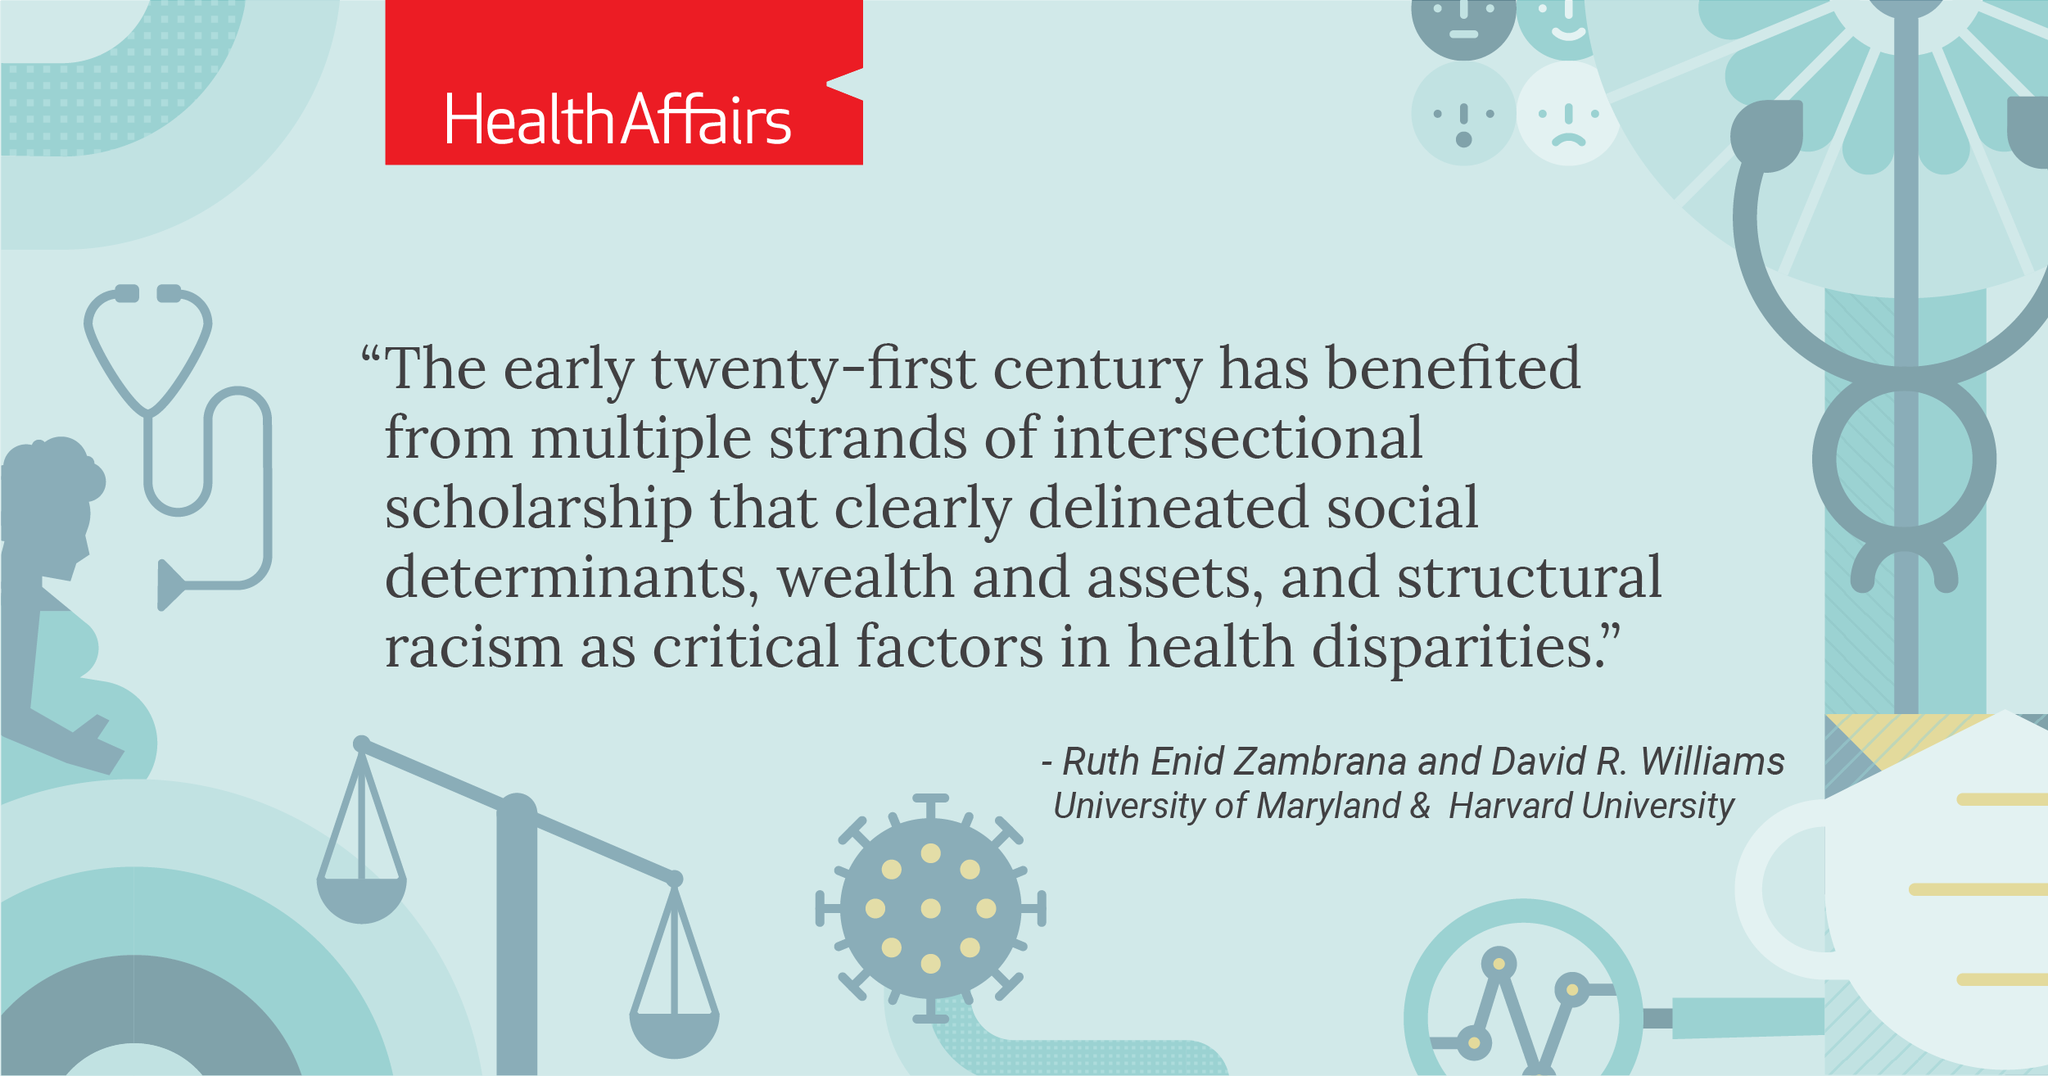 HealthAffairs
“The early twenty-first century has benefited
from multiple strands of intersectional
scholarship that clearly delineated social
determinants, wealth and assets, and structural
racism as critical factors in health disparities.”
- Ruth Enid Zambrana and David R. Williams
University of Maryland & Harvard University